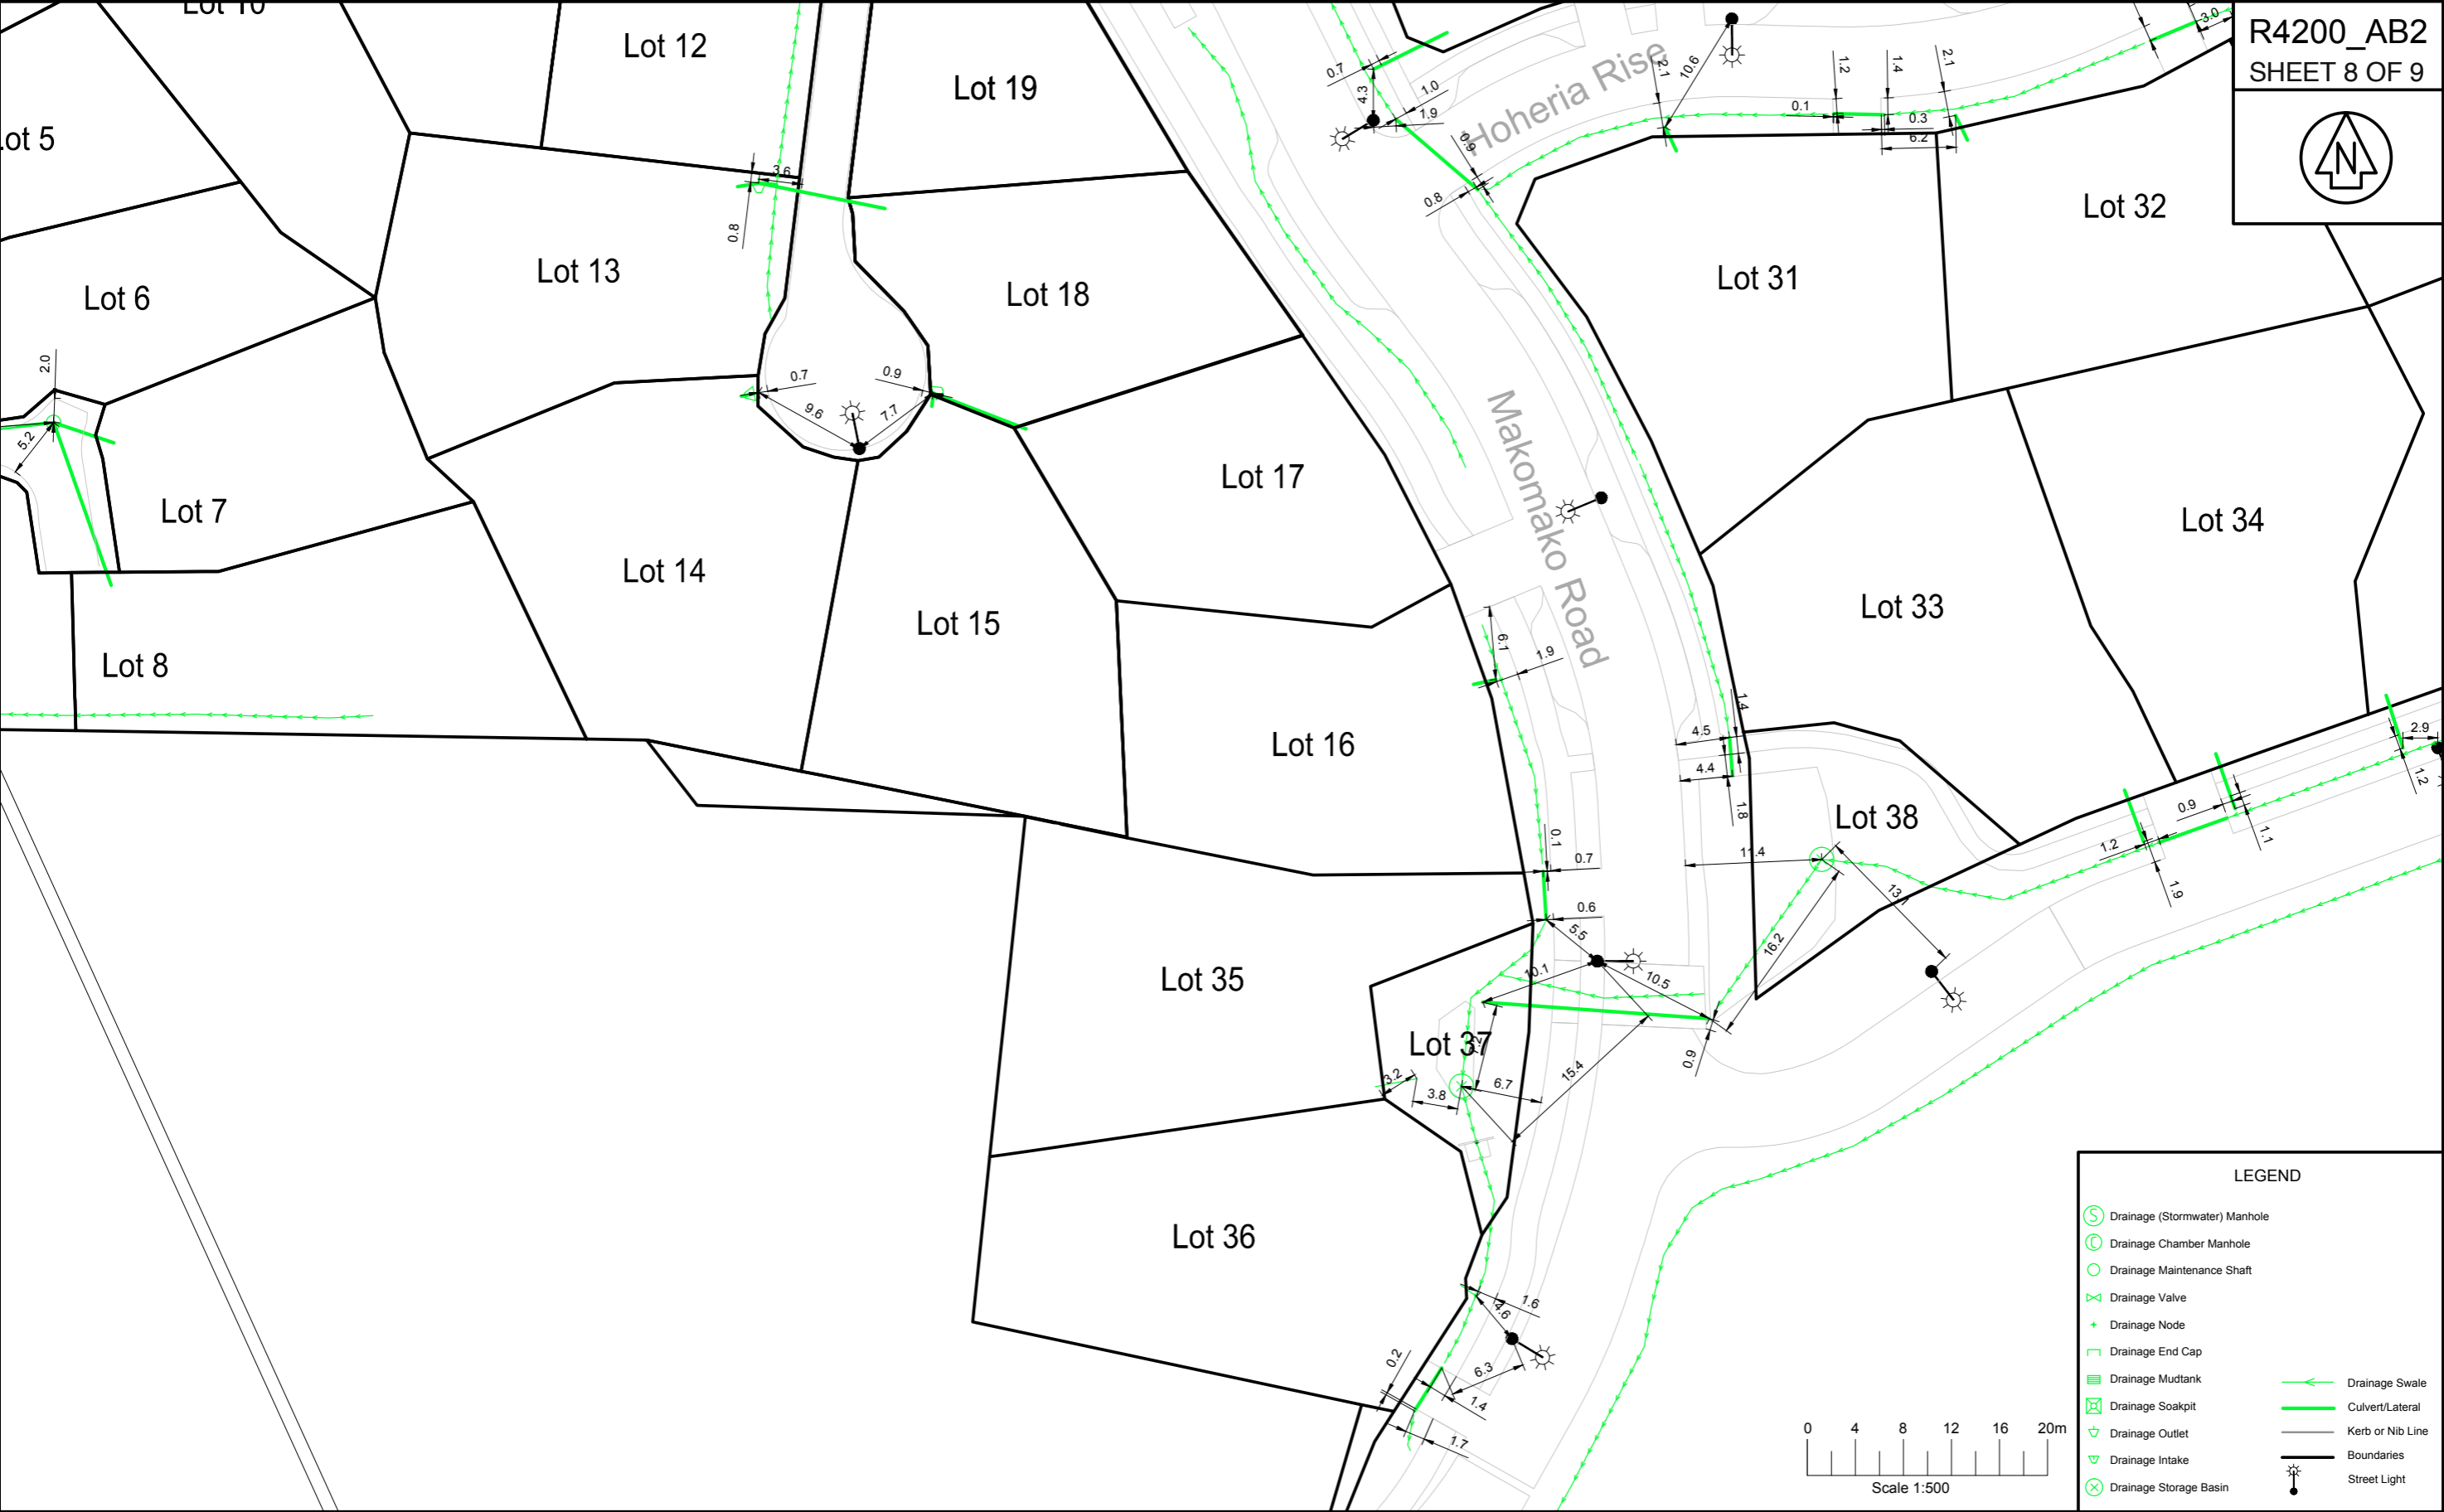 R4200_AB2
SHEET 8 OF 9
N
Lot 10
Lot 12
Lot 19
Lot 5
Lot 13
Lot 6
Lot 18
Lot 7
Lot 14
Lot 15
Lot 17
Lot 8
Lot 16
Lot 31
Lot 32
Lot 33
Lot 34
Lot 38
Lot 35
Lot 37
Lot 36
Hoheria Rise
Makomako Road
3.6
0.8
2.0
5.2
0.7
9.6
0.9
7.7
0.7
4.3
1.0
1.9
0.9
0.8
2.1
10.6
1.2
1.4
2.1
0.1
0.3
6.2
3.0
6.1
1.9
1.4
4.5
4.4
1.8
0.1
0.7
0.6
5.5
10.1
10.5
11.4
16.2
13.1
0.9
15.4
6.7
3.2
3.8
1.2
0.9
1.1
1.9
2.9
1.2
1.6
4.6
0.2
6.3
1.4
1.7
0 4 8 12 16 20m
Scale 1:500
LEGEND
Drainage (Stormwater) Manhole
Drainage Chamber Manhole
Drainage Maintenance Shaft
Drainage Valve
Drainage Node
Drainage End Cap
Drainage Mudtank
Drainage Soakpit
Drainage Outlet
Drainage Intake
Drainage Storage Basin
Drainage Swale
Culvert/Lateral
Kerb or Nib Line
Boundaries
Street Light